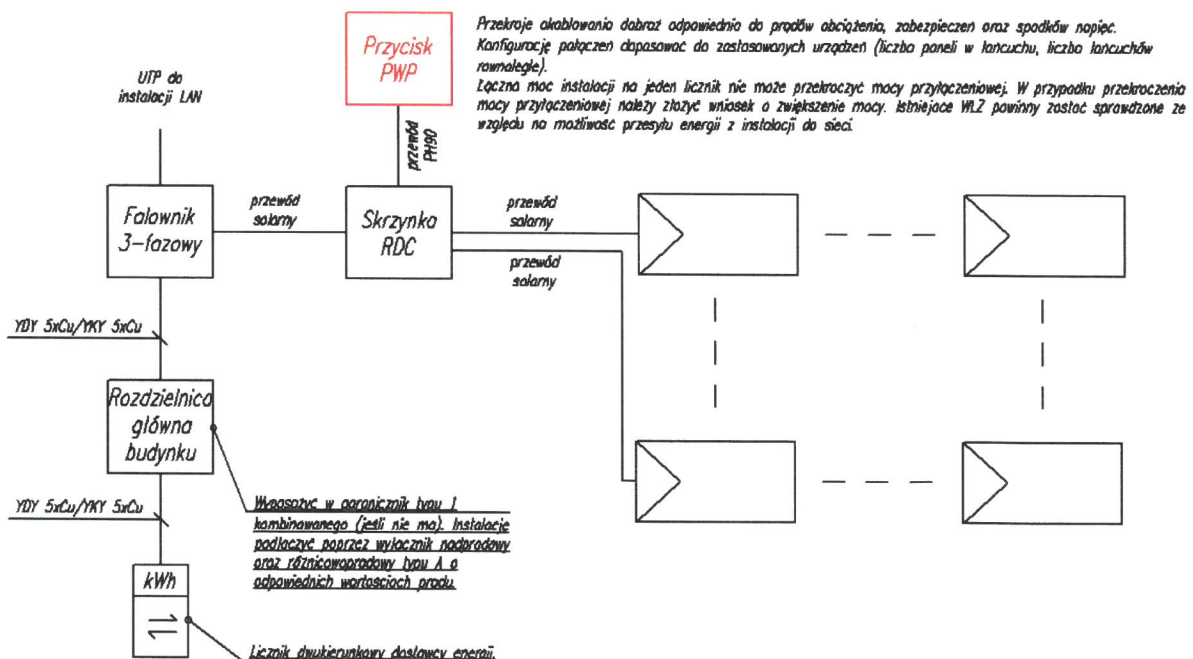 Przekroje okablowania dobrać odpowiednio do prądów obciążenia, zabezpieczeń oraz spadków napięć.
Konfigurację połączeń dopasować do zastosowanych urządzeń (liczba paneli w łańcuchu, liczba łańcuchów
rownolegle).
Łączna moc instalacji na jeden licznik nie może przekroczyć mocy przyłączeniowej. W przypadku przekroczenia
mocy przyłączeniowej należy złożyć wniosek o zwiększenie mocy. Istniejace WLZ powinny zostać sprawdzone ze
względu na możliwość przesyłu energii z instalacji do sieci.
Przycisk
PWP
UTP do
instalacji LAN
przewód
PH90
Falownik
3-fazowy
przewód
solarny
Skrzynka
RDC
przewód
solarny
przewód
solarny
YDY 5xCu/YKY 5xCu
Rozdzielnica
główna
budynku
YDY 5xCu/YKY 5xCu
Wyposażyć w ogranicznik typu 1
kombinowanego (jeśli nie ma). Instalację
podłączyć poprzez wyłącznik nadprądowy
oraz różnicowoprądowy typu A o
odpowiednich wartościach prądu.
kWh
Licznik dwukierunkowy dostawcy energii.